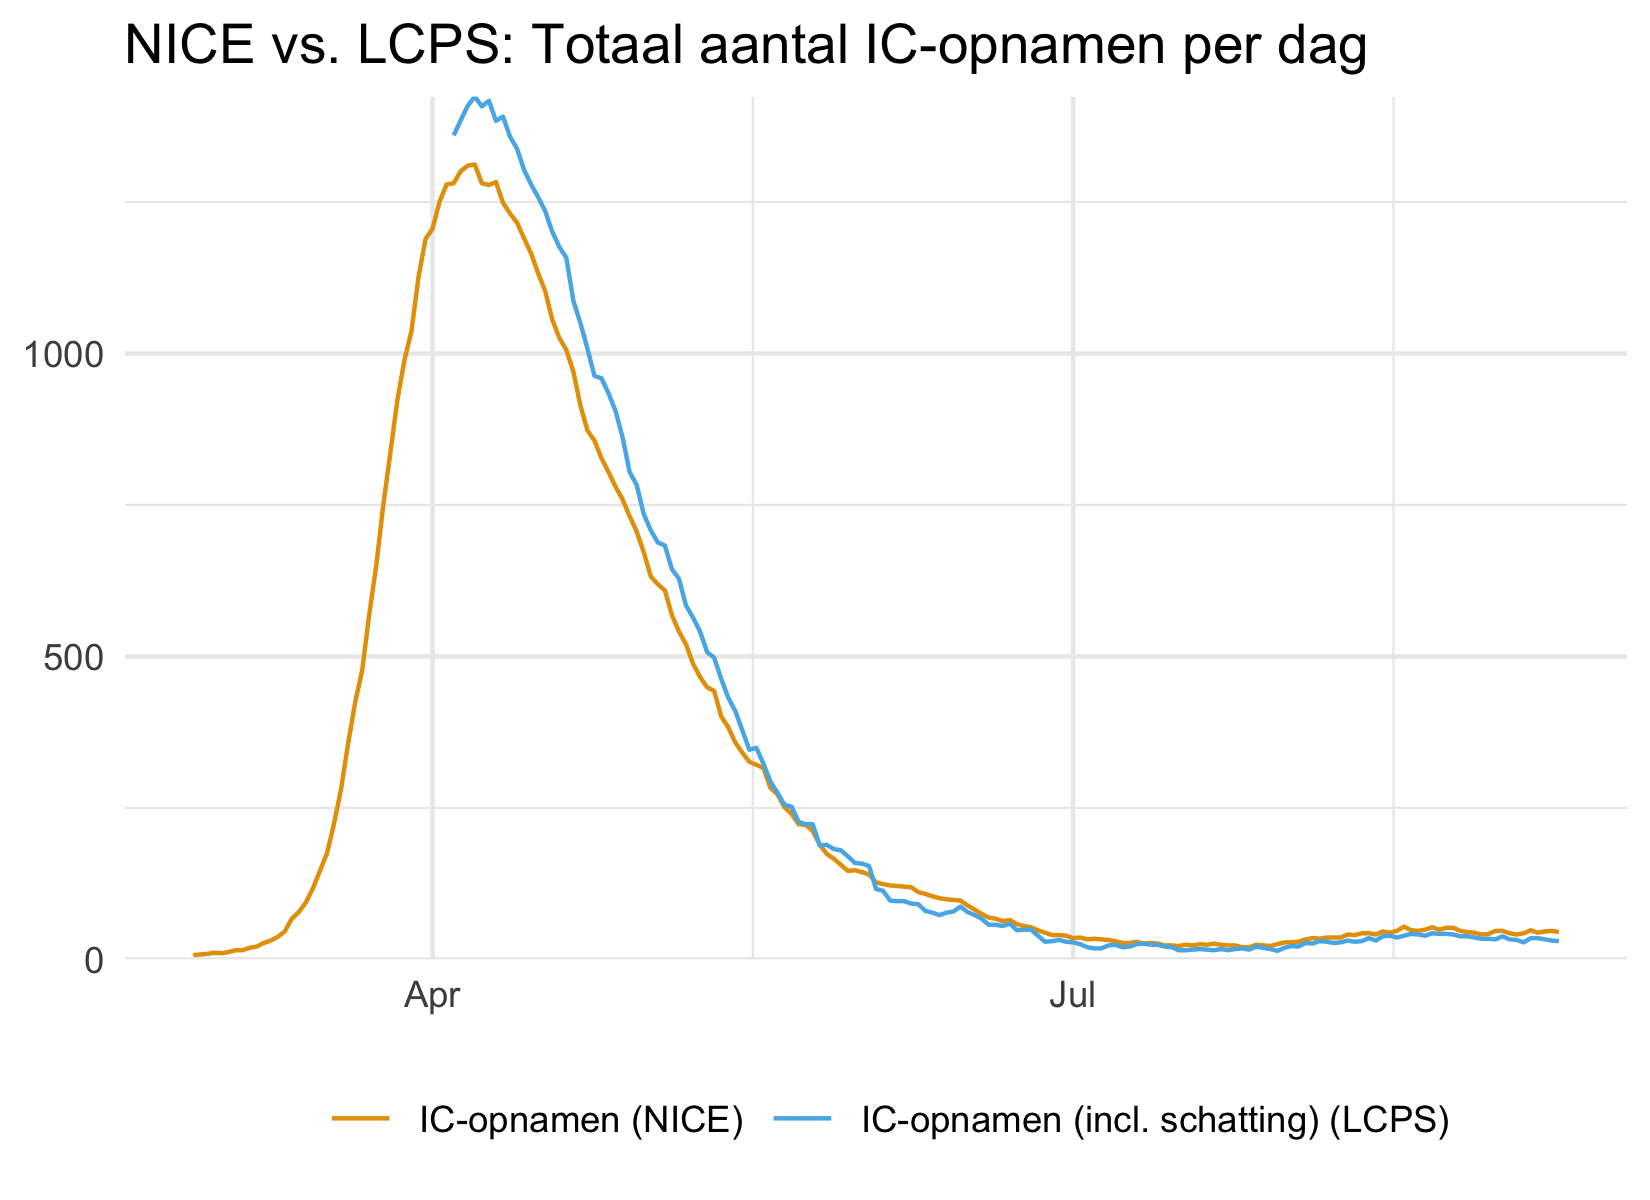 NICE vs. LCPS: Totaal aantal IC-opnamen per dag
1000
500
0
Apr
Jul
IC-opnamen (NICE)
IC-opnamen (incl. schatting) (LCPS)